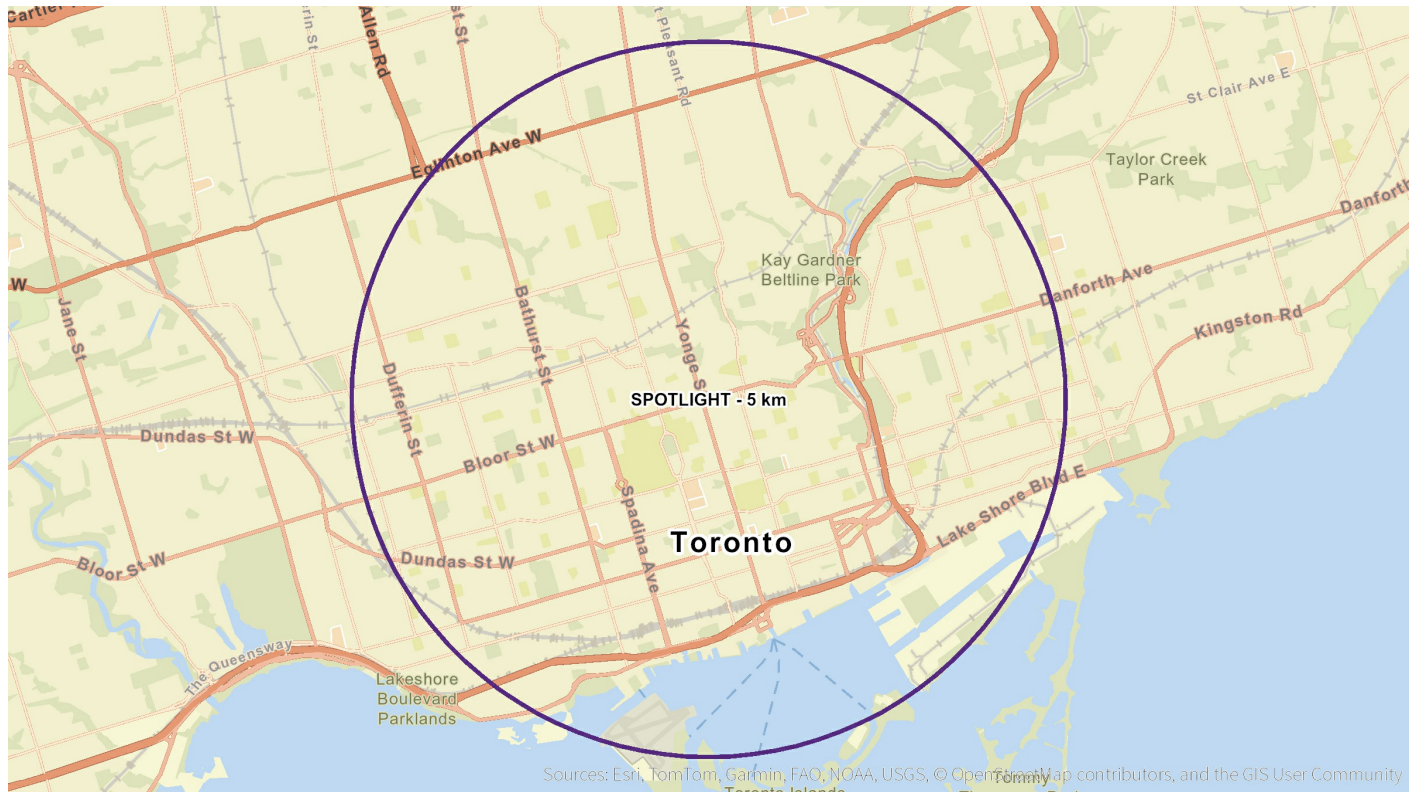 Allen Rd
Eglinton Ave W
St Clair Ave E
Taylor Creek
Park
Danforth
W
Kay Gardner
Beltline Park
Danforth Ave
Jane St
Bathurst St
Kingston Rd
Yonge S
Dufferin St
SPOTLIGHT - 5 km
Dundas St W
Bloor St W
Spadina Ave
Lake Shore Blvd E
Toronto
Dundas St W
Bloor St W
The Queensway
Lakeshore
Boulevard
Parklands
Sources: Esri, TomTom, Garmin, FAO, NOAA, USGS, © OpenStreetMap contributors, and the GIS User Community
Tommy
Toronto Islands